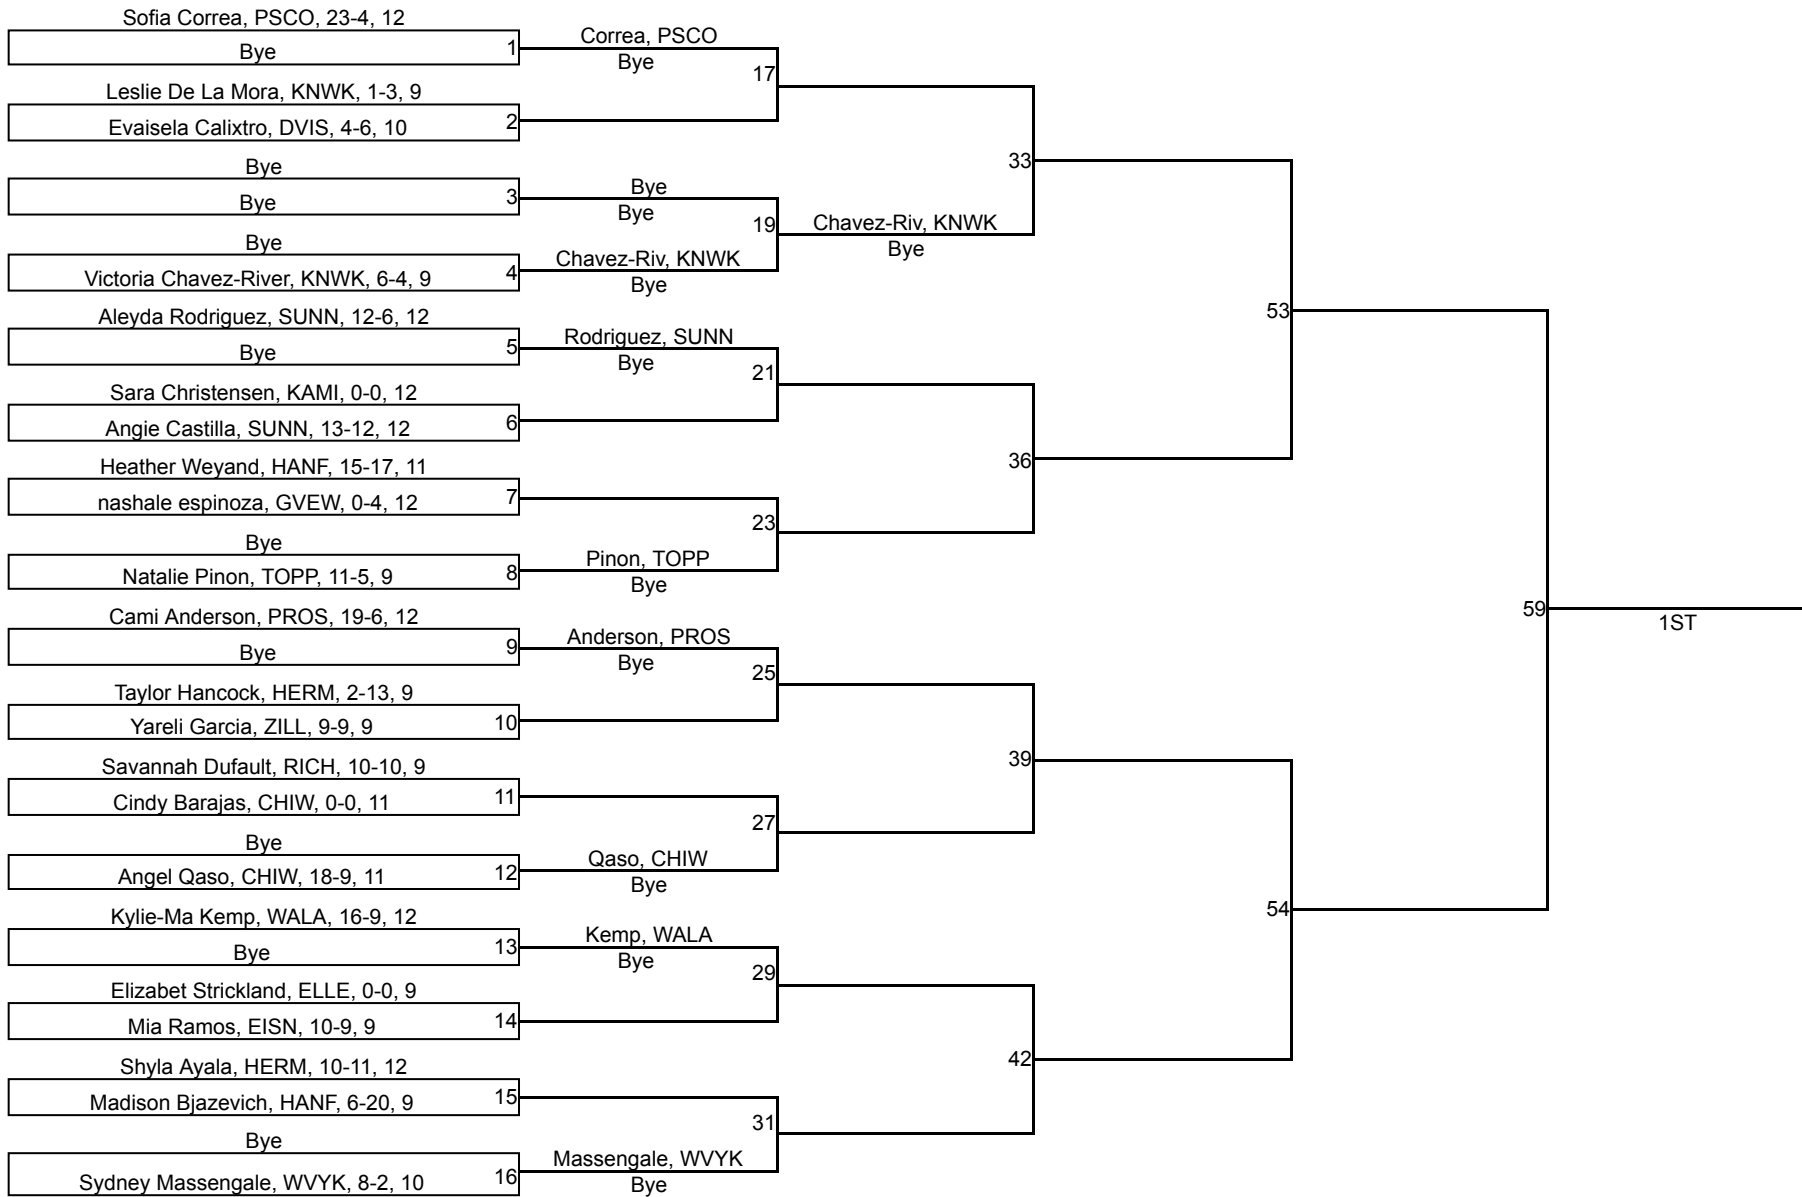 Sofia Correa, PSCO, 23-4, 12
Bye
1
Leslie De La Mora, KNWK, 1-3, 9
Evaisela Calixtro, DVIS, 4-6, 10
2
Bye
Bye
3
Bye
Victoria Chavez-River, KNWK, 6-4, 9
4
Aleyda Rodriguez, SUNN, 12-6, 12
Bye
5
Sara Christensen, KAMI, 0-0, 12
Angie Castilla, SUNN, 13-12, 12
6
Heather Weyand, HANF, 15-17, 11
nashale espinoza, GVEW, 0-4, 12
7
Bye
Natalie Pinon, TOPP, 11-5, 9
8
Cami Anderson, PROS, 19-6, 12
Bye
9
Taylor Hancock, HERM, 2-13, 9
Yareli Garcia, ZILL, 9-9, 9
10
Savannah Dufault, RICH, 10-10, 9
Cindy Barajas, CHIW, 0-0, 11
11
Bye
Angel Qaso, CHIW, 18-9, 11
12
Kylie-Ma Kemp, WALA, 16-9, 12
Bye
13
Elizabet Strickland, ELLE, 0-0, 9
Mia Ramos, EISN, 10-9, 9
14
Shyla Ayala, HERM, 10-11, 12
Madison Bjazevich, HANF, 6-20, 9
15
Bye
Sydney Massengale, WVYK, 8-2, 10
16
Correa, PSCO
Bye
17
Bye
Bye
19
Chavez-Riv, KNWK
Bye
Rodriguez, SUNN
Bye
21
23
Pinon, TOPP
Bye
Anderson, PROS
Bye
25
27
Qaso, CHIW
Bye
Kemp, WALA
Bye
29
31
Massengale, WVYK
Bye
33
Chavez-Riv, KNWK
Bye
36
39
42
53
54
59
1ST